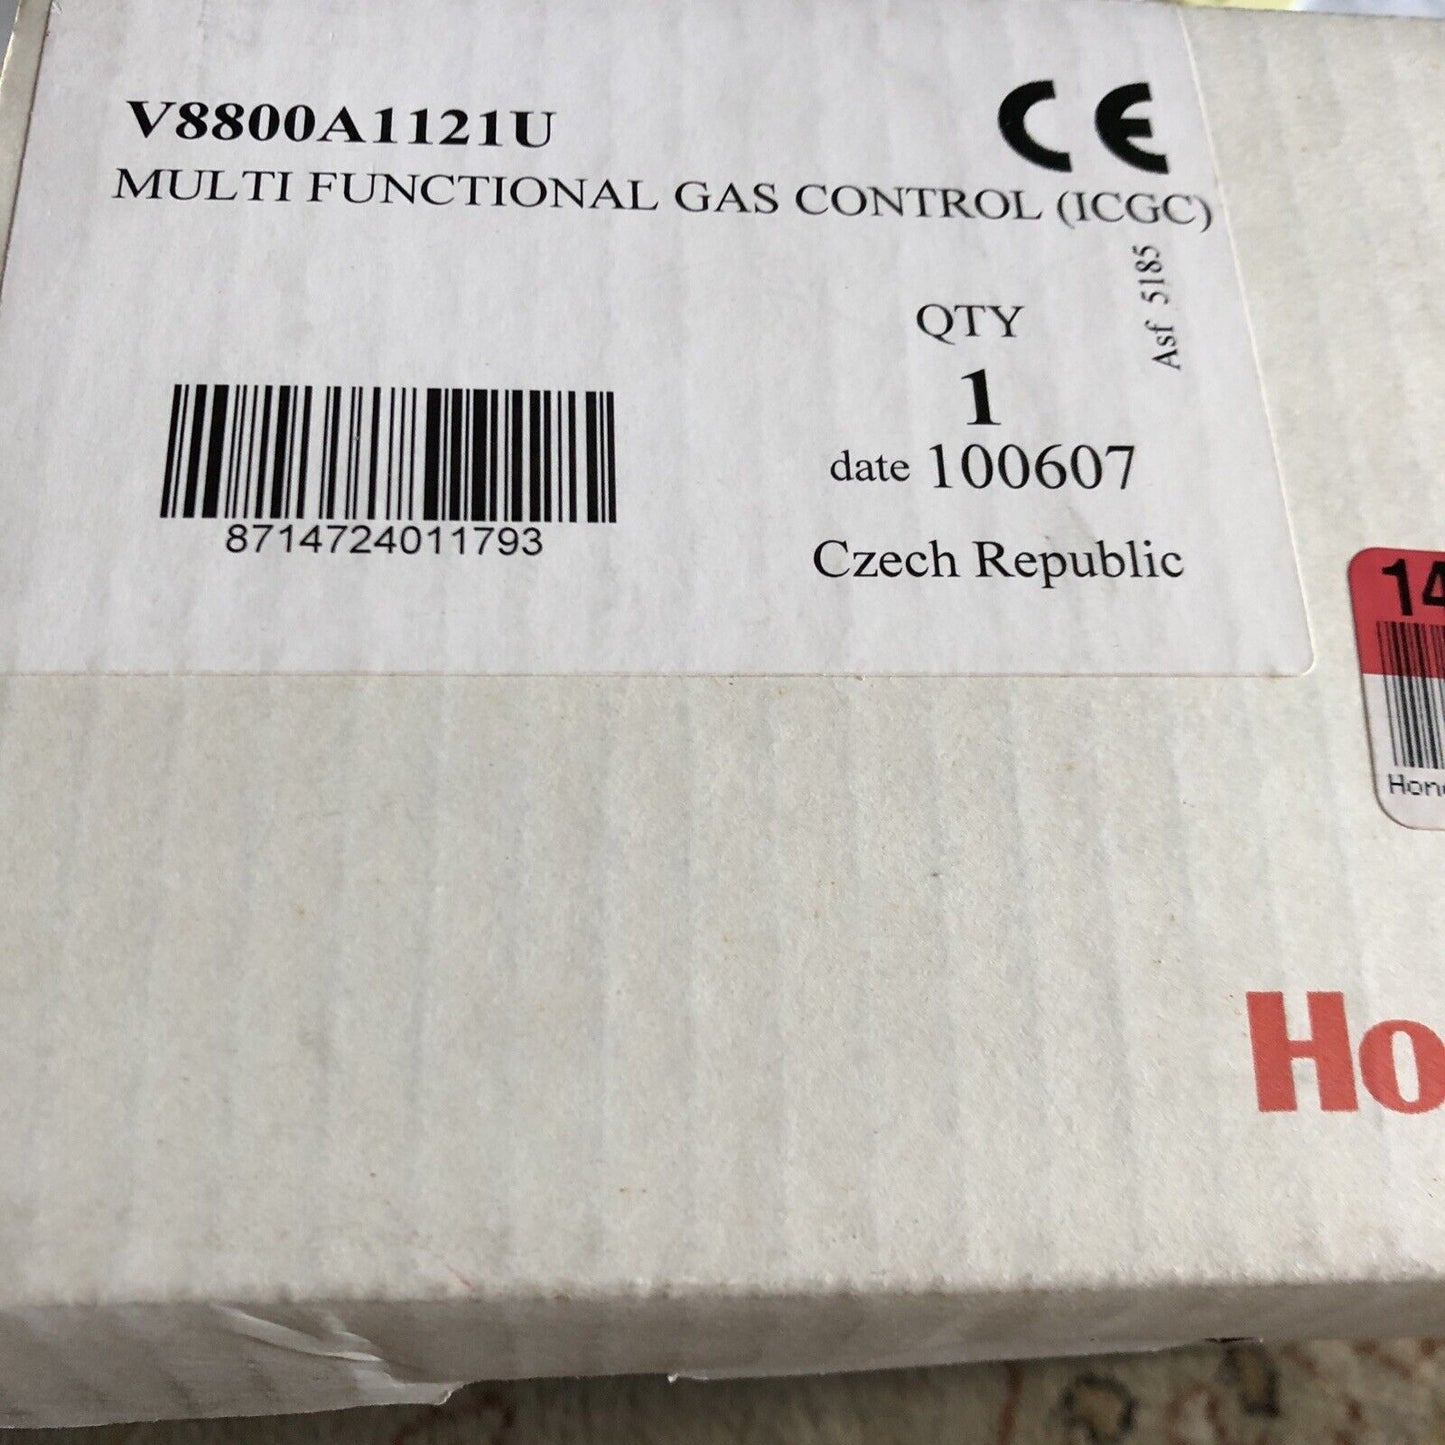 V8800A1121U
CE
MULTI FUNCTIONAL GAS CONTROL (ICGC)
Asf 5185
QTY
1
date 100607
8714724011793
Czech Republic
14
Hon
Ho